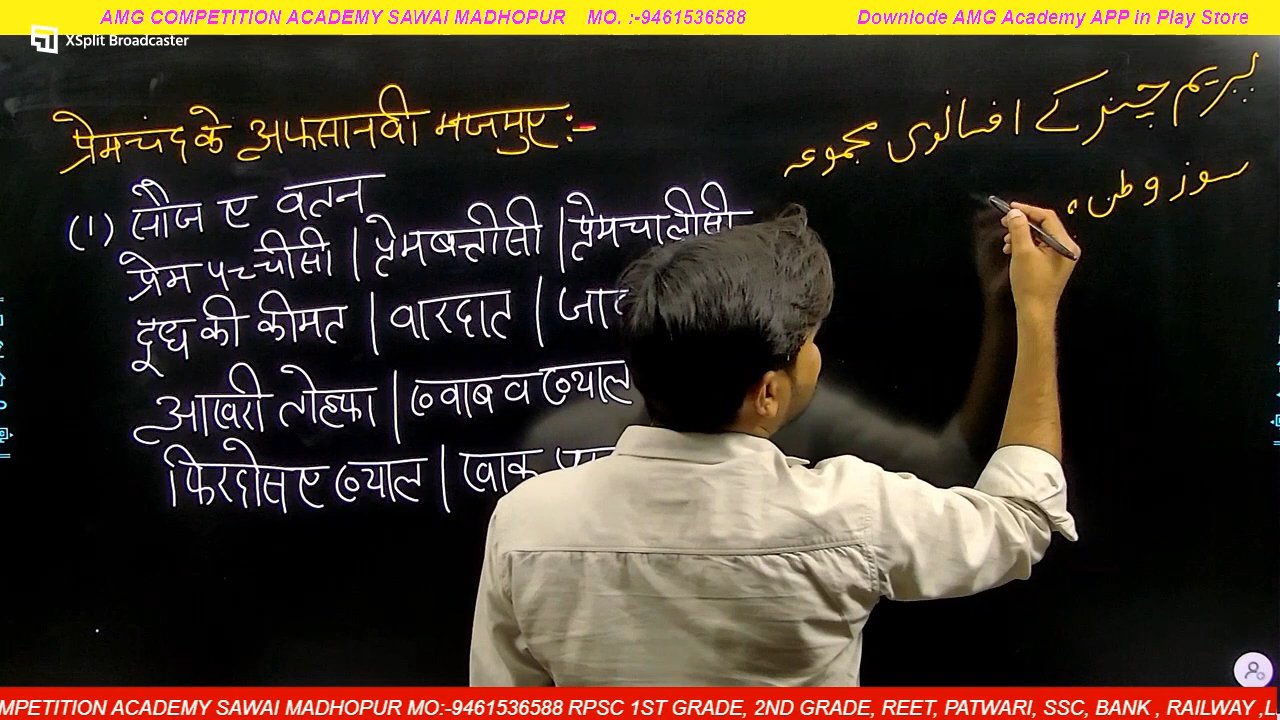 AMG COMPETITION ACADEMY SAWAI MADHOPUR MO. :-9461536588 Downlode AMG Academy APP in Play Store
XSplit Broadcaster
प्रेमचंद के अफसानवी मजमुए :-
(1) सौज ए वतन
प्रेम पच्चीसी | प्रेमबत्तीसी | प्रेमचालीसी
दूध की कीमत | वारदात |
आखरी तोहफा | ख्वाब व ख्याल
फिरदोस ए ख्याल | खाक
پریم چند کے افسانوی مجموعہ
سوز وطن،
MPETITION ACADEMY SAWAI MADHOPUR MO:-9461536588 RPSC 1ST GRADE, 2ND GRADE, REET, PATWARI, SSC, BANK , RAILWAY ,L